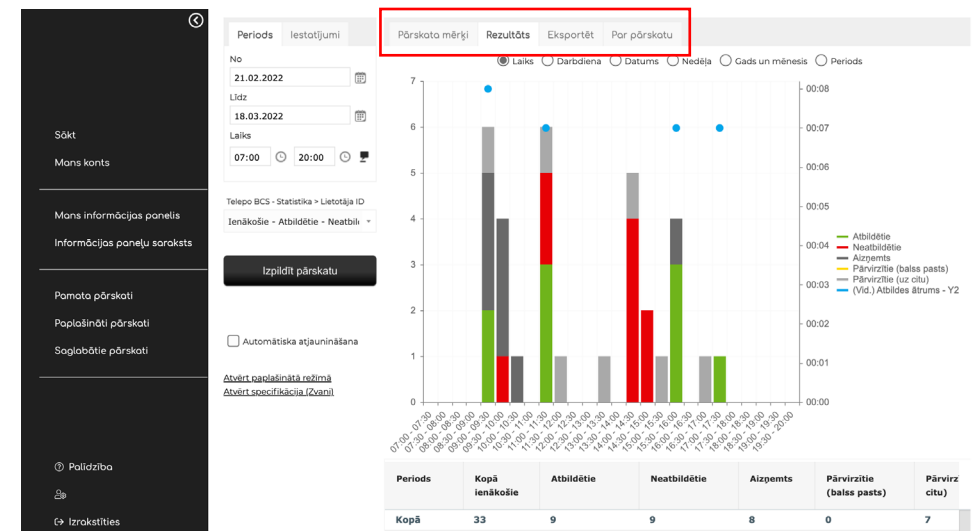 Sākt
Mans konts
Mans informācijas panelis
Informācijas paneļu saraksts
Pamata pārskati
Paplašināti pārskati
Saglabātie pārskati
Palīdzība
Izrakstīties
Periods Iestatījumi
No
21.02.2022
Līdz
18.03.2022
Laiks
07:00 20:00
Telepo BCS - Statistika > Lietotāja ID
Ienākošie - Atbildētie - Neatbild
Izpildīt pārskatu
Automātiska atjaunināšana
Atvērt paplašinātā režīmā
Atvērt specifikācija (Zvani)
Pārskata mērķi Rezultāts Eksportēt Par pārskatu
Laiks Darbdiena Datums Nedēļa Gads un mēnesis Periods
7
6
5
4
3
2
1
0
00:08
00:07
00:06
00:05
00:04
00:03
00:02
00:01
00:00
Atbildētie
Neatbildētie
Aizņemts
Pārvirzītie (balss pasts)
Pārvirzītie (uz citu)
(Vid.) Atbildes ātrums - Y2
07:00 - 07:30
07:30 - 08:00
08:00 - 08:30
08:30 - 09:00
09:00 - 09:30
09:30 - 10:00
10:00 - 10:30
10:30 - 11:00
11:00 - 11:30
11:30 - 12:00
12:00 - 12:30
12:30 - 13:00
13:00 - 13:30
13:30 - 14:00
14:00 - 14:30
14:30 - 15:00
15:00 - 15:30
15:30 - 16:00
16:00 - 16:30
16:30 - 17:00
17:00 - 17:30
17:30 - 18:00
18:00 - 18:30
18:30 - 19:00
19:00 - 19:30
19:30 - 20:00
Periods Kopā ienākošie Atbildētie Neatbildētie Aizņemts Pārvirzītie (balss pasts) Pārvirz citu)
Kopā 33 9 9 8 0 7